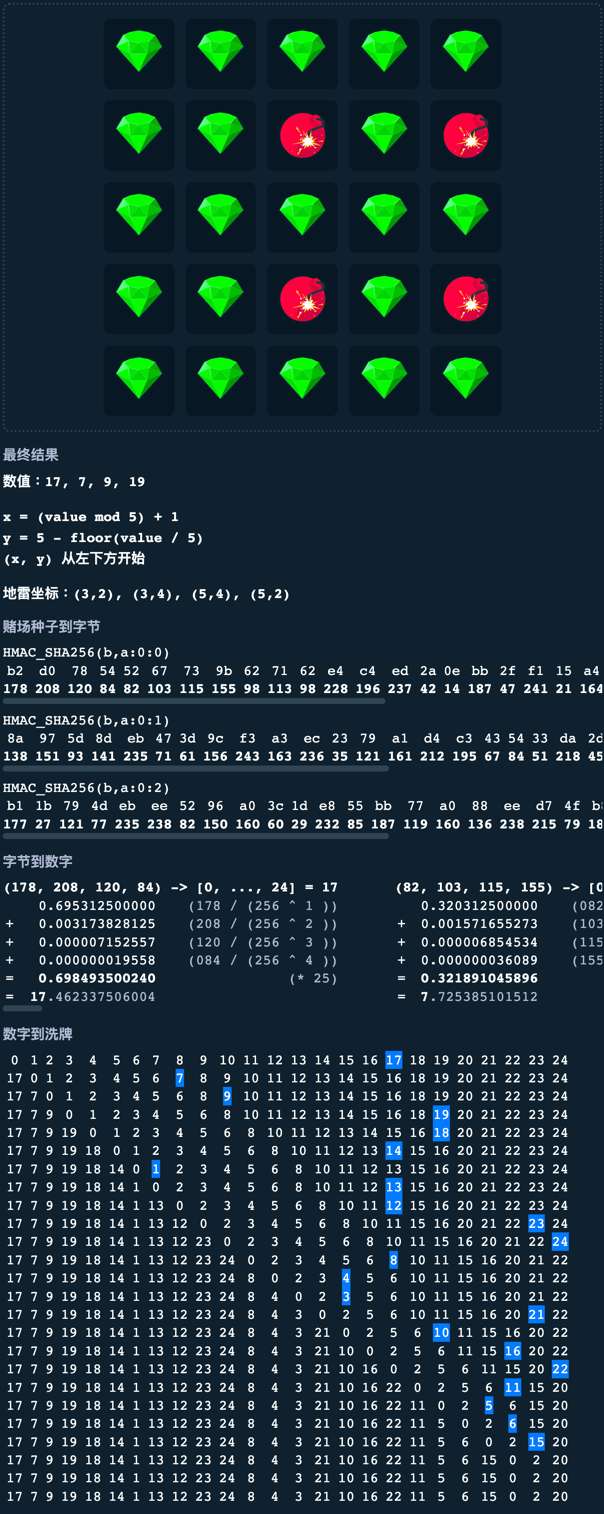 最终结果
数值：17, 7, 9, 19
x = (value mod 5) + 1
y = 5 - floor(value / 5)
(x, y) 从左下方开始
地雷坐标：(3,2), (3,4), (5,4), (5,2)
赌场种子到字节
HMAC_SHA256(b,a:0:0)
b2 d0 78 54 52 67 73 9b 62 71 62 e4 c4 ed 2a 0e bb 2f f1 15 a4
178 208 120 84 82 103 115 155 98 113 98 228 196 237 42 14 187 47 241 21 164
HMAC_SHA256(b,a:0:1)
8a 97 5d 8d eb 47 3d 9c f3 a3 ec 23 79 a1 d4 c3 43 54 33 da 2d
138 151 93 141 235 71 61 156 243 163 236 35 121 161 212 195 67 84 51 218 45
HMAC_SHA256(b,a:0:2)
b1 1b 79 4d eb ee 52 96 a0 3c 1d e8 55 bb 77 a0 88 ee d7 4f
177 27 121 77 235 238 82 150 160 60 29 232 85 187 119 160 136 238 215 79
字节到数字
(178, 208, 120, 84) -> [0, ..., 24] = 17 (82, 103, 115, 155) -> [0
0.695312500000 (178 / (256 ^ 1 )) 0.320312500000 (082
+ 0.003173828125 (208 / (256 ^ 2 )) + 0.001571655273 (103
+ 0.000007152557 (120 / (256 ^ 3 )) + 0.000006854534 (115
+ 0.000000019558 (084 / (256 ^ 4 )) + 0.000000036089 (155
= 0.698493500240 (* 25) = 0.321891045896
= 17.462337506004 = 7.725385101512
数字到洗牌
0 1 2 3 4 5 6 7 8 9 10 11 12 13 14 15 16 17 18 19 20 21 22 23 24
17 0 1 2 3 4 5 6 7 8 9 10 11 12 13 14 15 16 18 19 20 21 22 23 24
17 7 0 1 2 3 4 5 6 8 9 10 11 12 13 14 15 16 18 19 20 21 22 23 24
17 7 9 0 1 2 3 4 5 6 8 10 11 12 13 14 15 16 18 19 20 21 22 23 24
17 7 9 19 0 1 2 3 4 5 6 8 10 11 12 13 14 15 16 18 20 21 22 23 24
17 7 9 19 18 0 1 2 3 4 5 6 8 10 11 12 13 14 15 16 20 21 22 23 24
17 7 9 19 18 14 0 1 2 3 4 5 6 8 10 11 12 13 15 16 20 21 22 23 24
17 7 9 19 18 14 1 0 2 3 4 5 6 8 10 11 12 13 15 16 20 21 22 23 24
17 7 9 19 18 14 1 13 0 2 3 4 5 6 8 10 11 12 15 16 20 21 22 23 24
17 7 9 19 18 14 1 13 12 0 2 3 4 5 6 8 10 11 15 16 20 21 22 23 24
17 7 9 19 18 14 1 13 12 23 0 2 3 4 5 6 8 10 11 15 16 20 21 22 24
17 7 9 19 18 14 1 13 12 23 24 0 2 3 4 5 6 8 10 11 15 16 20 21 22
17 7 9 19 18 14 1 13 12 23 24 8 0 2 3 4 5 6 10 11 15 16 20 21 22
17 7 9 19 18 14 1 13 12 23 24 8 4 0 2 3 5 6 10 11 15 16 20 21 22
17 7 9 19 18 14 1 13 12 23 24 8 4 3 0 2 5 6 10 11 15 16 20 21 22
17 7 9 19 18 14 1 13 12 23 24 8 4 3 21 0 2 5 6 10 11 15 16 20 22
17 7 9 19 18 14 1 13 12 23 24 8 4 3 21 10 0 2 5 6 11 15 16 20 22
17 7 9 19 18 14 1 13 12 23 24 8 4 3 21 10 16 0 2 5 6 11 15 20 22
17 7 9 19 18 14 1 13 12 23 24 8 4 3 21 10 16 22 0 2 5 6 11 15 20
17 7 9 19 18 14 1 13 12 23 24 8 4 3 21 10 16 22 11 0 2 5 6 15 20
17 7 9 19 18 14 1 13 12 23 24 8 4 3 21 10 16 22 11 5 0 2 6 15 20
17 7 9 19 18 14 1 13 12 23 24 8 4 3 21 10 16 22 11 5 6 0 2 15 20
17 7 9 19 18 14 1 13 12 23 24 8 4 3 21 10 16 22 11 5 6 15 0 2 20
17 7 9 19 18 14 1 13 12 23 24 8 4 3 21 10 16 22 11 5 6 15 0 2 20
17 7 9 19 18 14 1 13 12 23 24 8 4 3 21 10 16 22 11 5 6 15 0 2 20